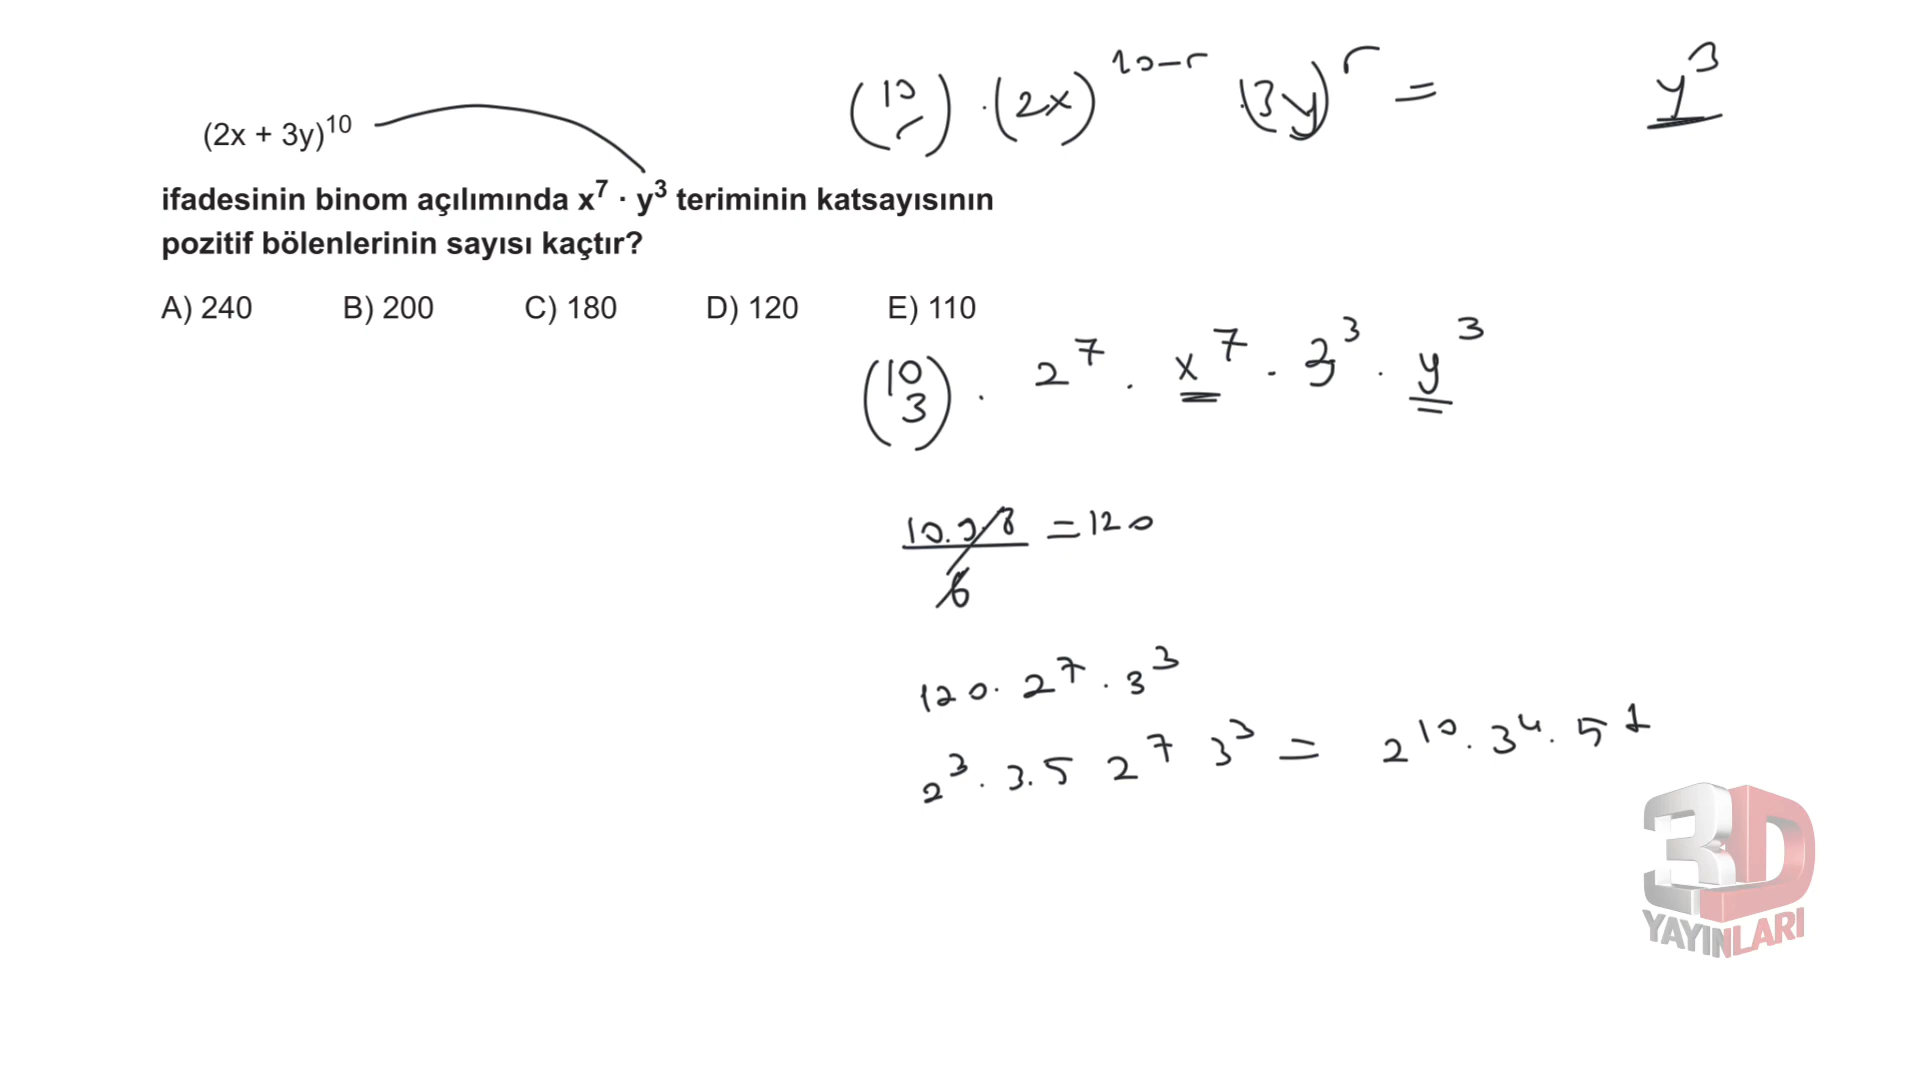 (2x + 3y)^10
ifadesinin binom açılımında x^7 · y^3 teriminin katsayısının
pozitif bölenlerinin sayısı kaçtır?
A) 240 B) 200 C) 180 D) 120 E) 110
(10 r) · (2x)^10-r · (3y)^r = y^3
(10 3) · 2^7 · x^7 · 3^3 · y^3
10.9.8 / 6 = 120
120 · 2^7 · 3^3
2^3 · 3.5 2^7 3^3 = 2^10 · 3^4 · 5^1
3D
YAYINLARI